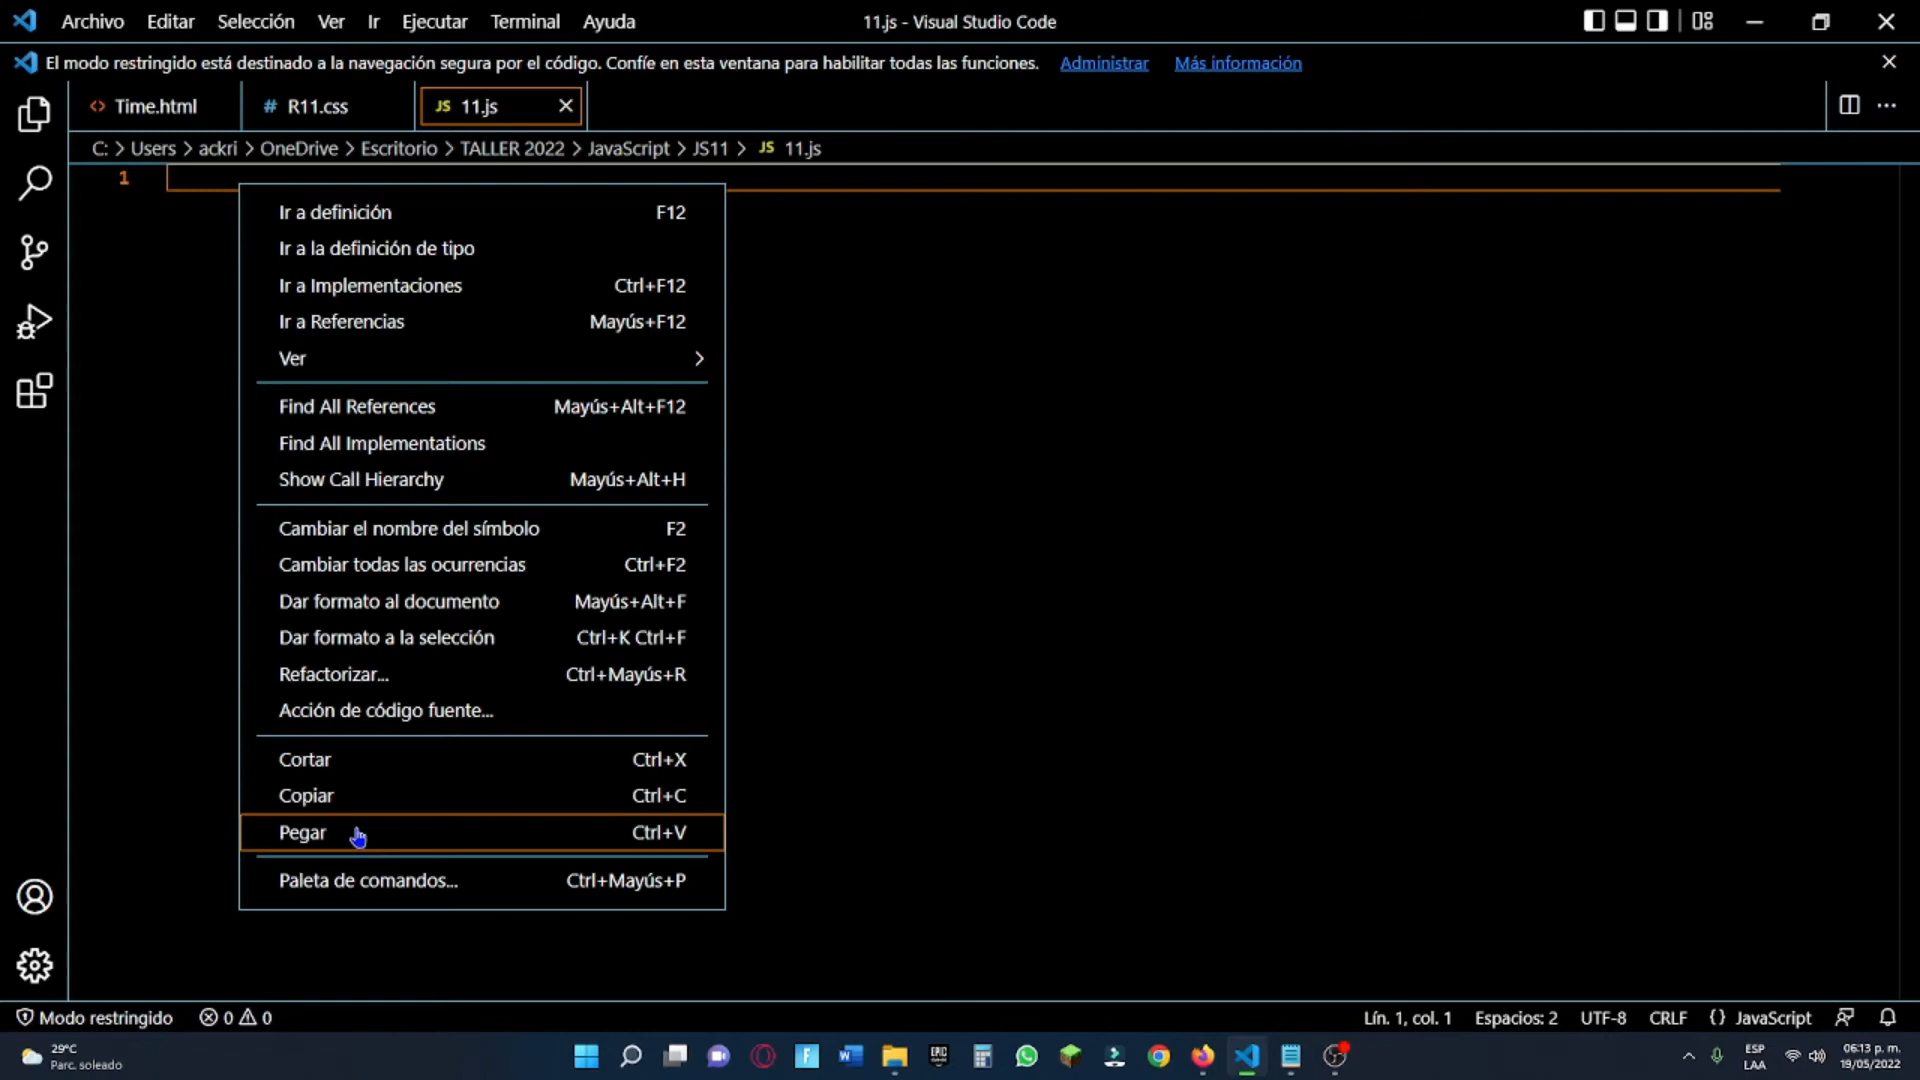 Archivo Editar Selección Ver Ir Ejecutar Terminal Ayuda 11.js - Visual Studio Code
El modo restringido está destinado a la navegación segura por el código. Confíe en esta ventana para habilitar todas las funciones. Administrar Más información
<> Time.html # R11.css JS 11.js
C: > Users > ackri > OneDrive > Escritorio > TALLER 2022 > JavaScript > JS11 > JS 11.js
1
Ir a definición F12
Ir a la definición de tipo
Ir a Implementaciones Ctrl+F12
Ir a Referencias Mayús+F12
Ver >
Find All References Mayús+Alt+F12
Find All Implementations
Show Call Hierarchy Mayús+Alt+H
Cambiar el nombre del símbolo F2
Cambiar todas las ocurrencias Ctrl+F2
Dar formato al documento Mayús+Alt+F
Dar formato a la selección Ctrl+K Ctrl+F
Refactorizar... Ctrl+Mayús+R
Acción de código fuente...
Cortar Ctrl+X
Copiar Ctrl+C
Pegar Ctrl+V
Paleta de comandos... Ctrl+Mayús+P
Modo restringido 0 0 Lín. 1, col. 1 Espacios: 2 UTF-8 CRLF {} JavaScript
29°C
Parc. soleado
F
W
EPIC
ESP
LAA
06:13 p. m.
19/05/2022